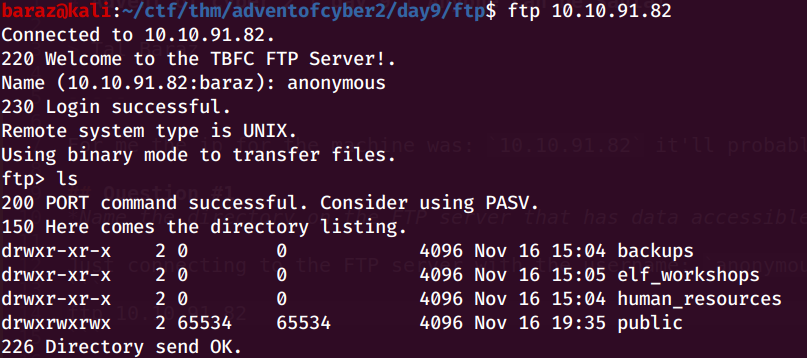 baraz@kali:~/ctf/thm/adventofcyber2/day9/ftp$ ftp 10.10.91.82
Connected to 10.10.91.82.
220 Welcome to the TBFC FTP Server!.
Name (10.10.91.82:baraz): anonymous
230 Login successful.
Remote system type is UNIX.
Using binary mode to transfer files.
ftp> ls
200 PORT command successful. Consider using PASV.
150 Here comes the directory listing.
drwxr-xr-x    2 0        0            4096 Nov 16 15:04 backups
drwxr-xr-x    2 0        0            4096 Nov 16 15:05 elf_workshops
drwxr-xr-x    2 0        0            4096 Nov 16 15:04 human_resources
drwxrwxrwx    2 65534    65534        4096 Nov 16 19:35 public
226 Directory send OK.